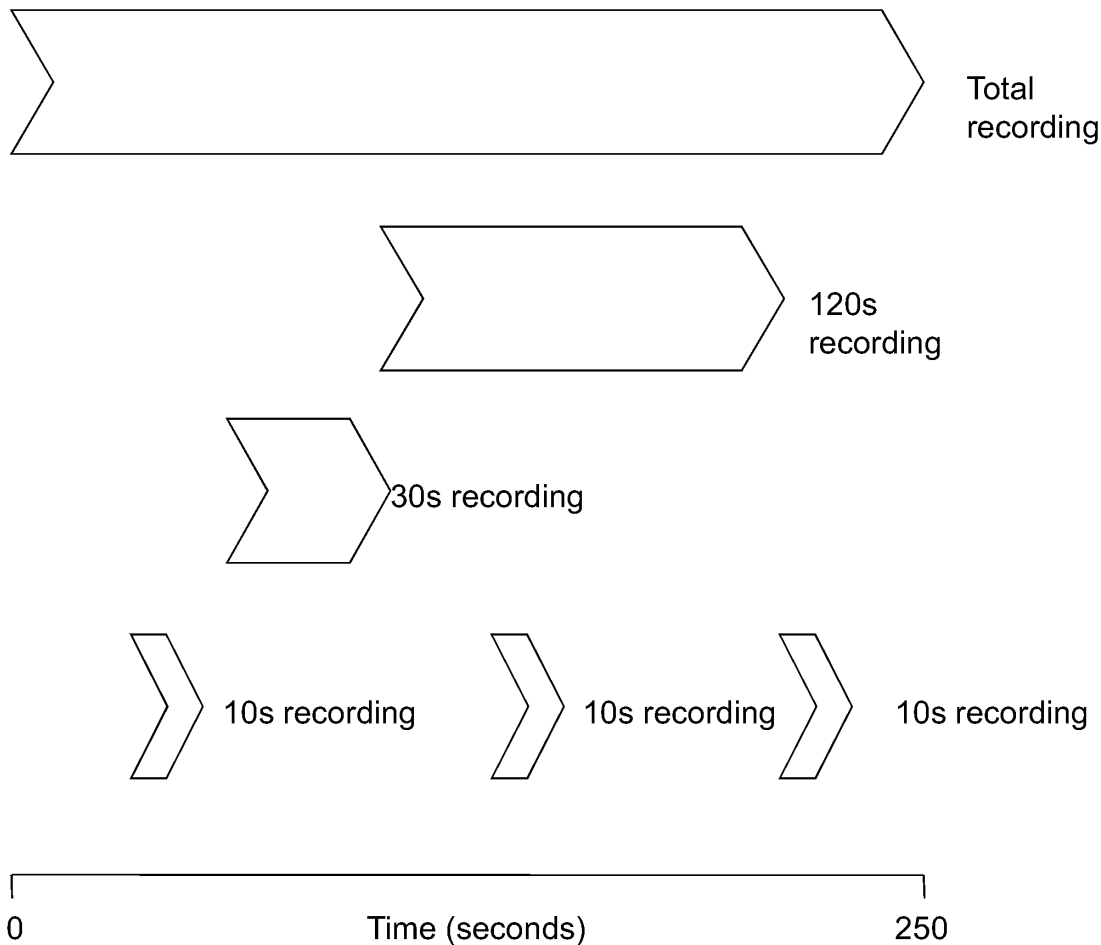 Total
recording
120s
recording
30s recording
10s recording
10s recording
10s recording
0
Time (seconds)
250